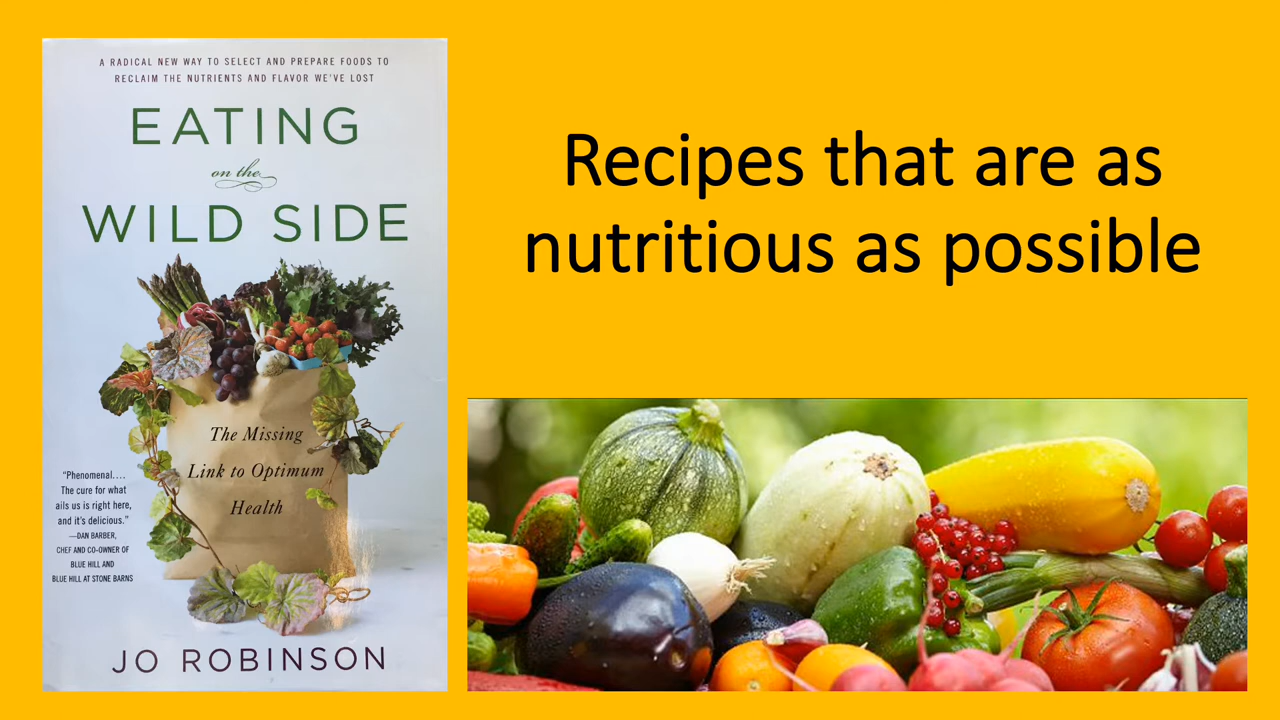 A RADICAL NEW WAY TO SELECT AND PREPARE FOODS TO
RECLAIM THE NUTRIENTS AND FLAVOR WE'VE LOST
EATING
on the
WILD SIDE
The Missing
Link to Optimum
Health
“Phenomenal....
The cure for what
ails us is right here,
and it's delicious.”
—DAN BARBER,
CHEF AND CO-OWNER OF
BLUE HILL AND
BLUE HILL AT STONE BARNS
JO ROBINSON
Recipes that are as
nutritious as possible